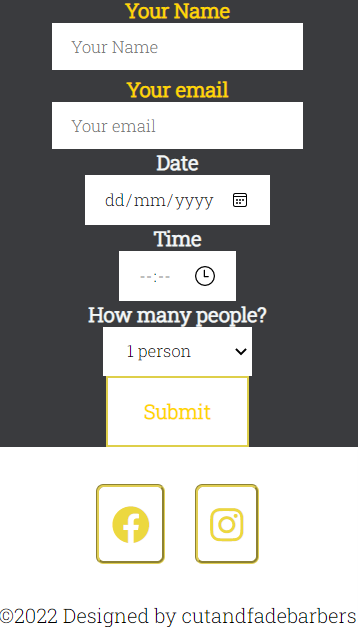 Your Name
Your Name
Your email
Your email
Date
dd/mm/yyyy
Time
--:--
How many people?
1 person
Submit
©2022 Designed by cutandfadebarbers